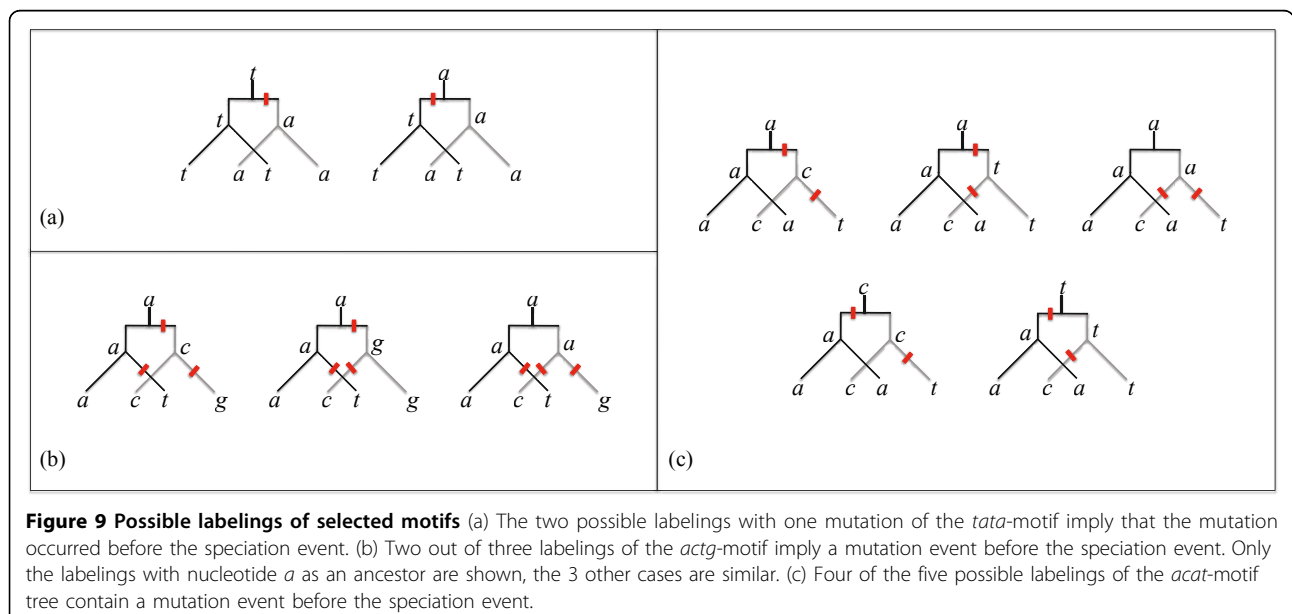 t
a
t
a
t
a
t
a
t
a
t
a
t
a
(a)
a
a
a
a
c
a
g
a
a
a
c
t
g
a
c
t
g
a
c
t
g
(b)
a
a
a
a
c
a
t
a
a
a
c
a
t
a
c
a
t
a
c
a
t
c
t
a
c
a
t
a
c
a
t
a
c
a
t
(c)
Figure 9 Possible labelings of selected motifs (a) The two possible labelings with one mutation of the tata-motif imply that the mutation
occurred before the speciation event. (b) Two out of three labelings of the actg-motif imply a mutation event before the speciation event. Only
the labelings with nucleotide a as an ancestor are shown, the 3 other cases are similar. (c) Four of the five possible labelings of the acat-motif
tree contain a mutation event before the speciation event.